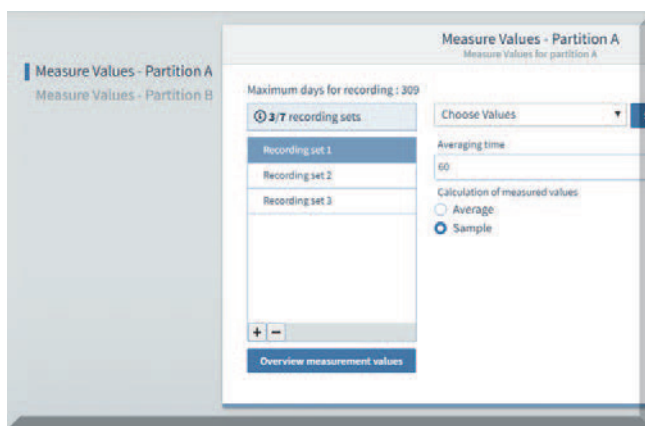 Measure Values - Partition A
Measure Values - Partition B
Measure Values - Partition A
Measure Values for partition A
Maximum days for recording : 309
3/7 recording sets
Recording set 1
Recording set 2
Recording set 3
+ −
Overview measurement values
Choose Values
Averaging time
60
Calculation of measured values
Average
Sample